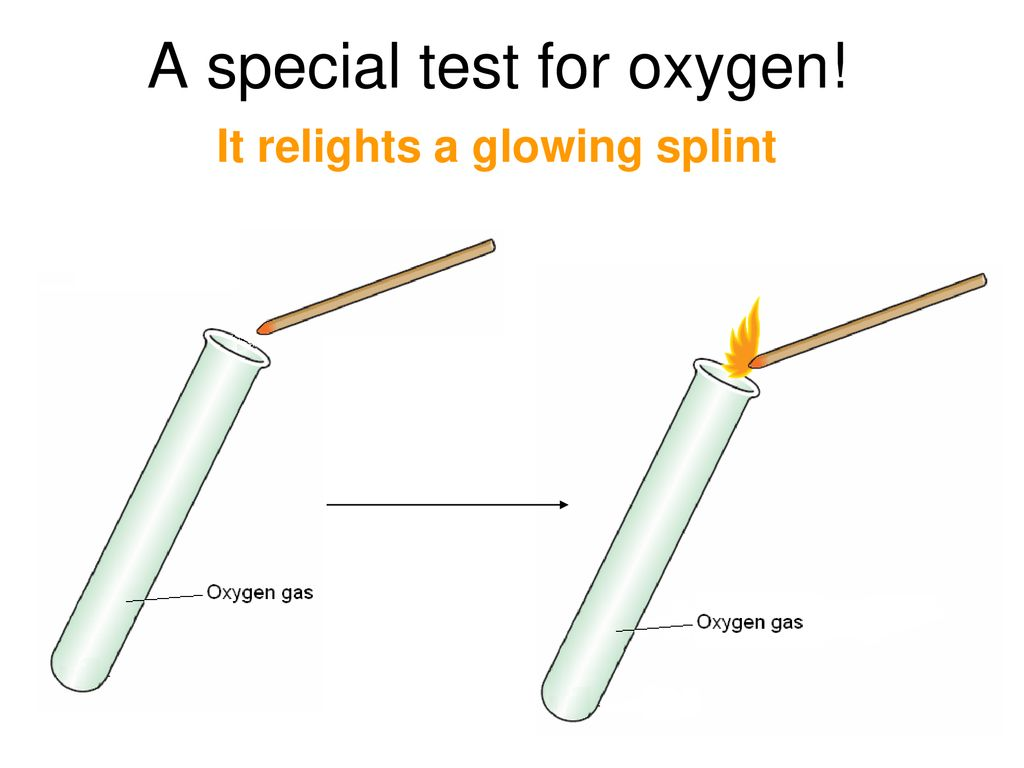 A special test for oxygen!
It relights a glowing splint
Oxygen gas
Oxygen gas